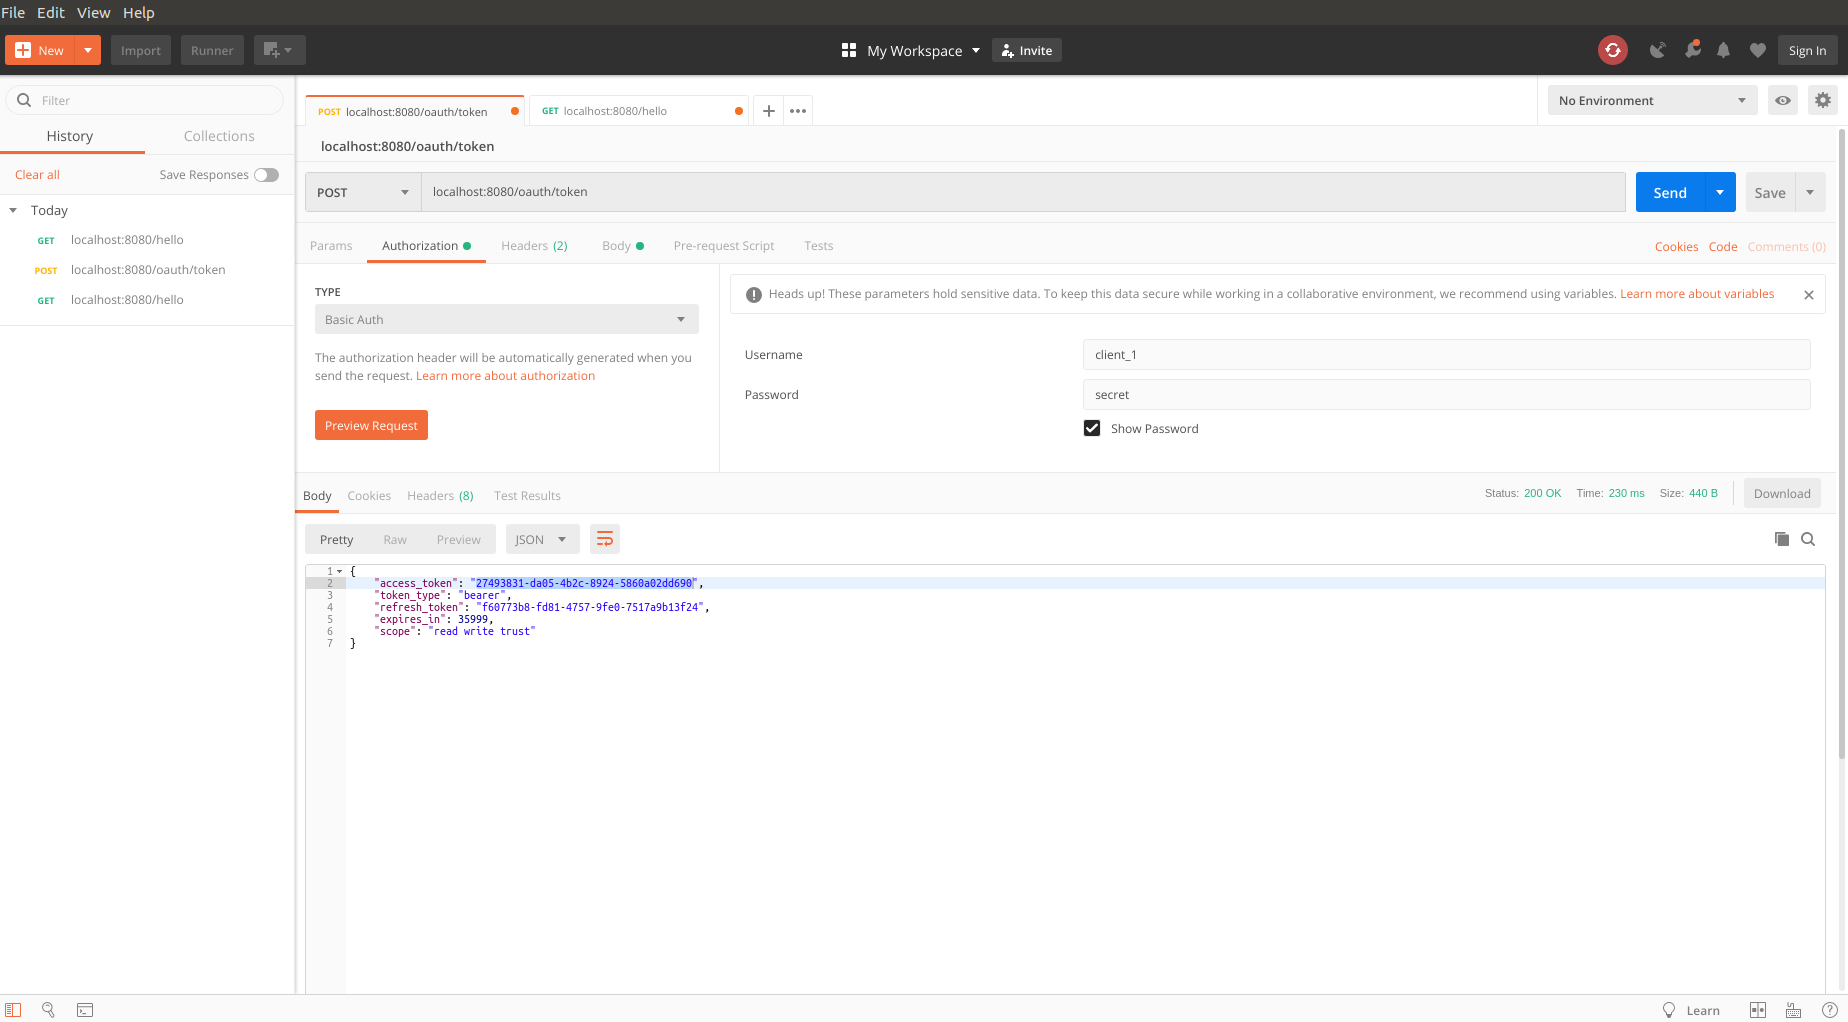 File Edit View Help
New Import Runner My Workspace Invite Sign In
Filter
History Collections
Clear all Save Responses
Today
GET localhost:8080/hello
POST localhost:8080/oauth/token
GET localhost:8080/hello
POST localhost:8080/oauth/token GET localhost:8080/hello No Environment
localhost:8080/oauth/token
POST localhost:8080/oauth/token Send Save
Params Authorization Headers (2) Body Pre-request Script Tests Cookies Code Comments (0)
TYPE
Basic Auth
The authorization header will be automatically generated when you
send the request. Learn more about authorization
Preview Request
Heads up! These parameters hold sensitive data. To keep this data secure while working in a collaborative environment, we recommend using variables. Learn more about variables
Username client_1
Password secret
Show Password
Body Cookies Headers (8) Test Results Status: 200 OK Time: 230 ms Size: 440 B Download
Pretty Raw Preview JSON
1 {
2 "access_token": "27493831-da05-4b2c-8924-5860a02dd690",
3 "token_type": "bearer",
4 "refresh_token": "f60773b8-fd81-4757-9fe0-7517a9b13f24",
5 "expires_in": 35999,
6 "scope": "read write trust"
7 }
Learn